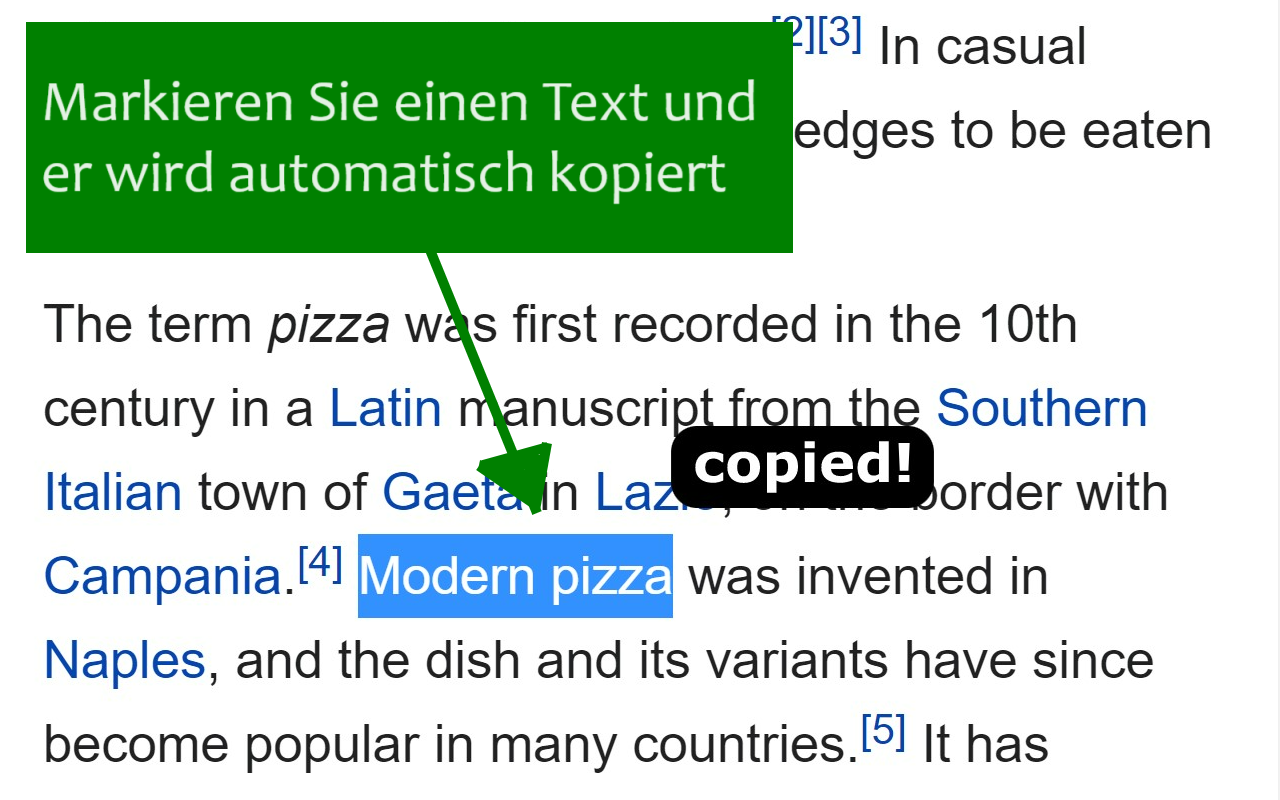 [2][3] In casual
Markieren Sie einen Text und
er wird automatisch kopiert
edges to be eaten
The term pizza was first recorded in the 10th
century in a Latin manuscript from the Southern
Italian town of Gaeta in Lazio, on the border with
copied!
Campania.[4] Modern pizza was invented in
Naples, and the dish and its variants have since
become popular in many countries.[5] It has